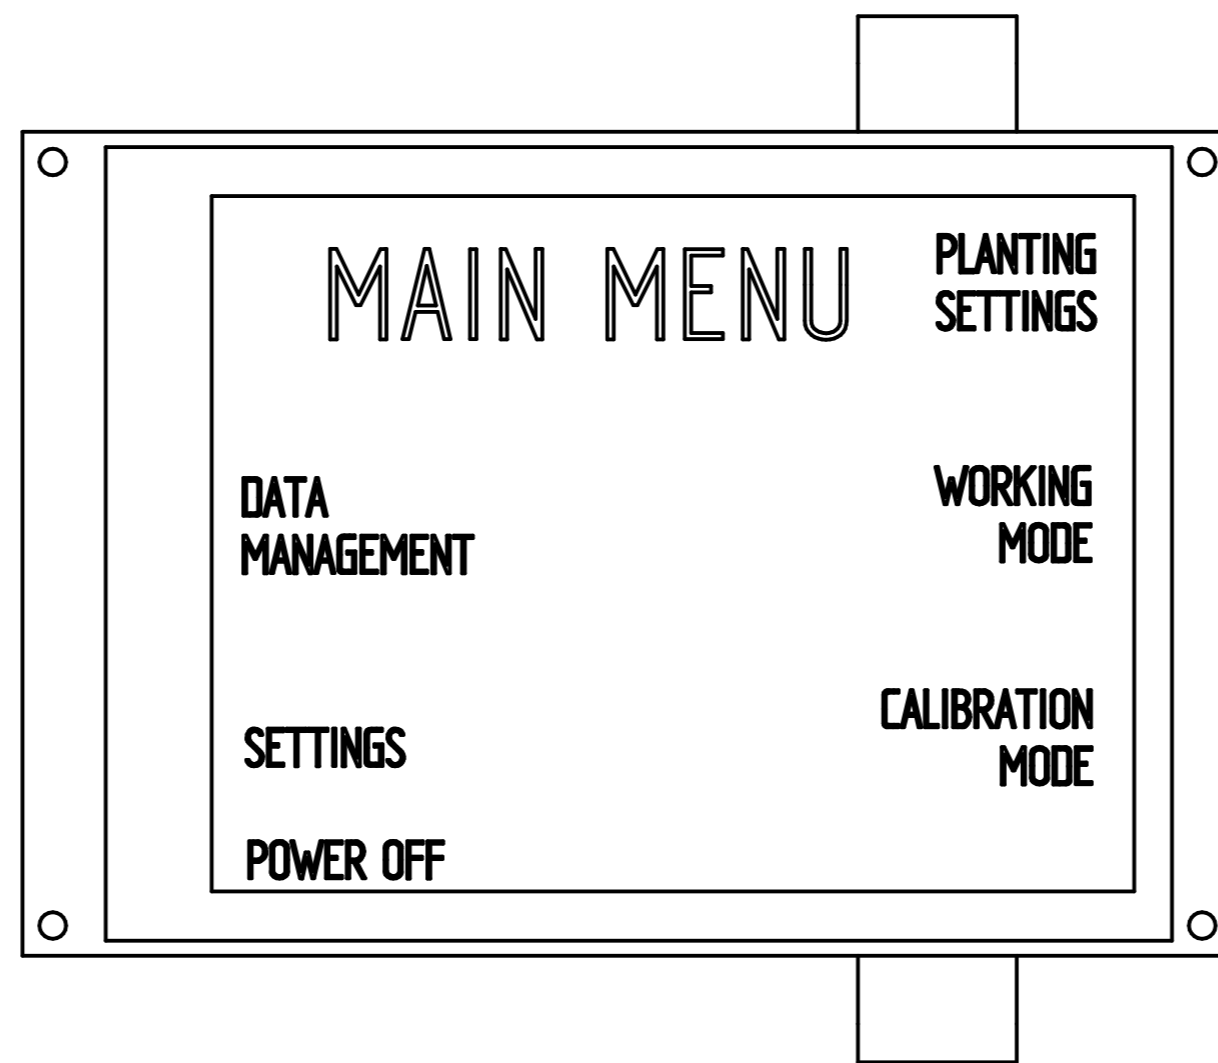 MAIN MENU
PLANTING
SETTINGS
DATA
MANAGEMENT
WORKING
MODE
SETTINGS
CALIBRATION
MODE
POWER OFF